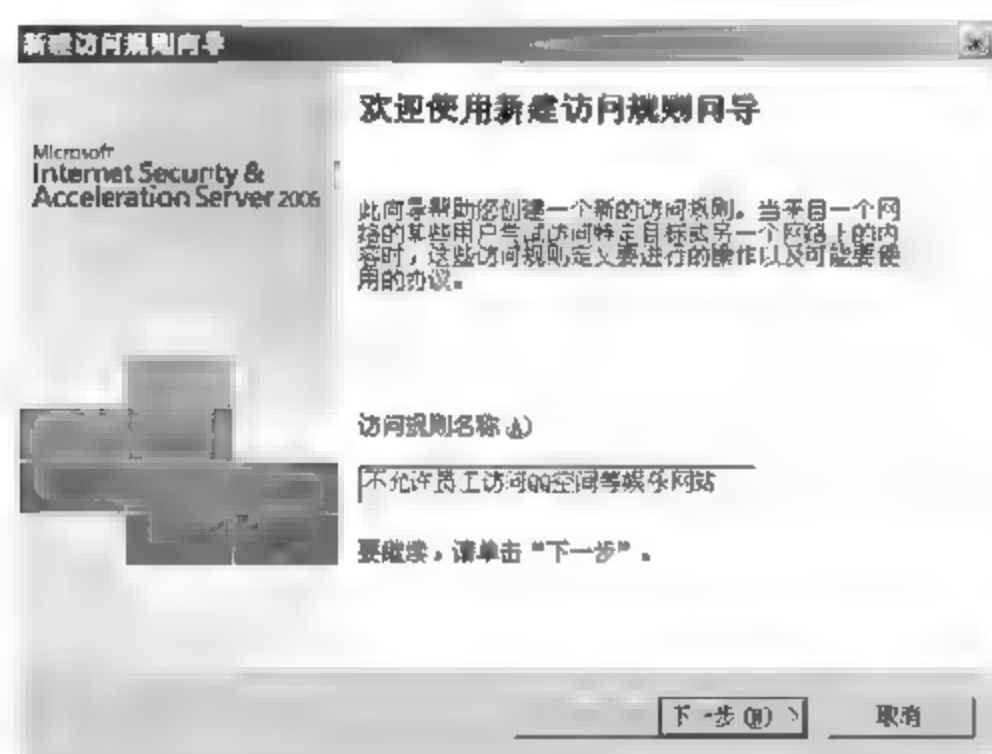 新建访问规则向导
Microsoft
Internet Security &
Acceleration Server 2006
欢迎使用新建访问规则向导
此向导帮助您创建一个新的访问规则。当来自一个网
络的某些用户尝试访问特定目标或另一个网络上的内
容时，这些访问规则定义要进行的操作以及可能要使
用的协议。
访问规则名称(A)
不允许员工访问QQ空间等娱乐网站
要继续，请单击“下一步”。
下一步(N) >
取消